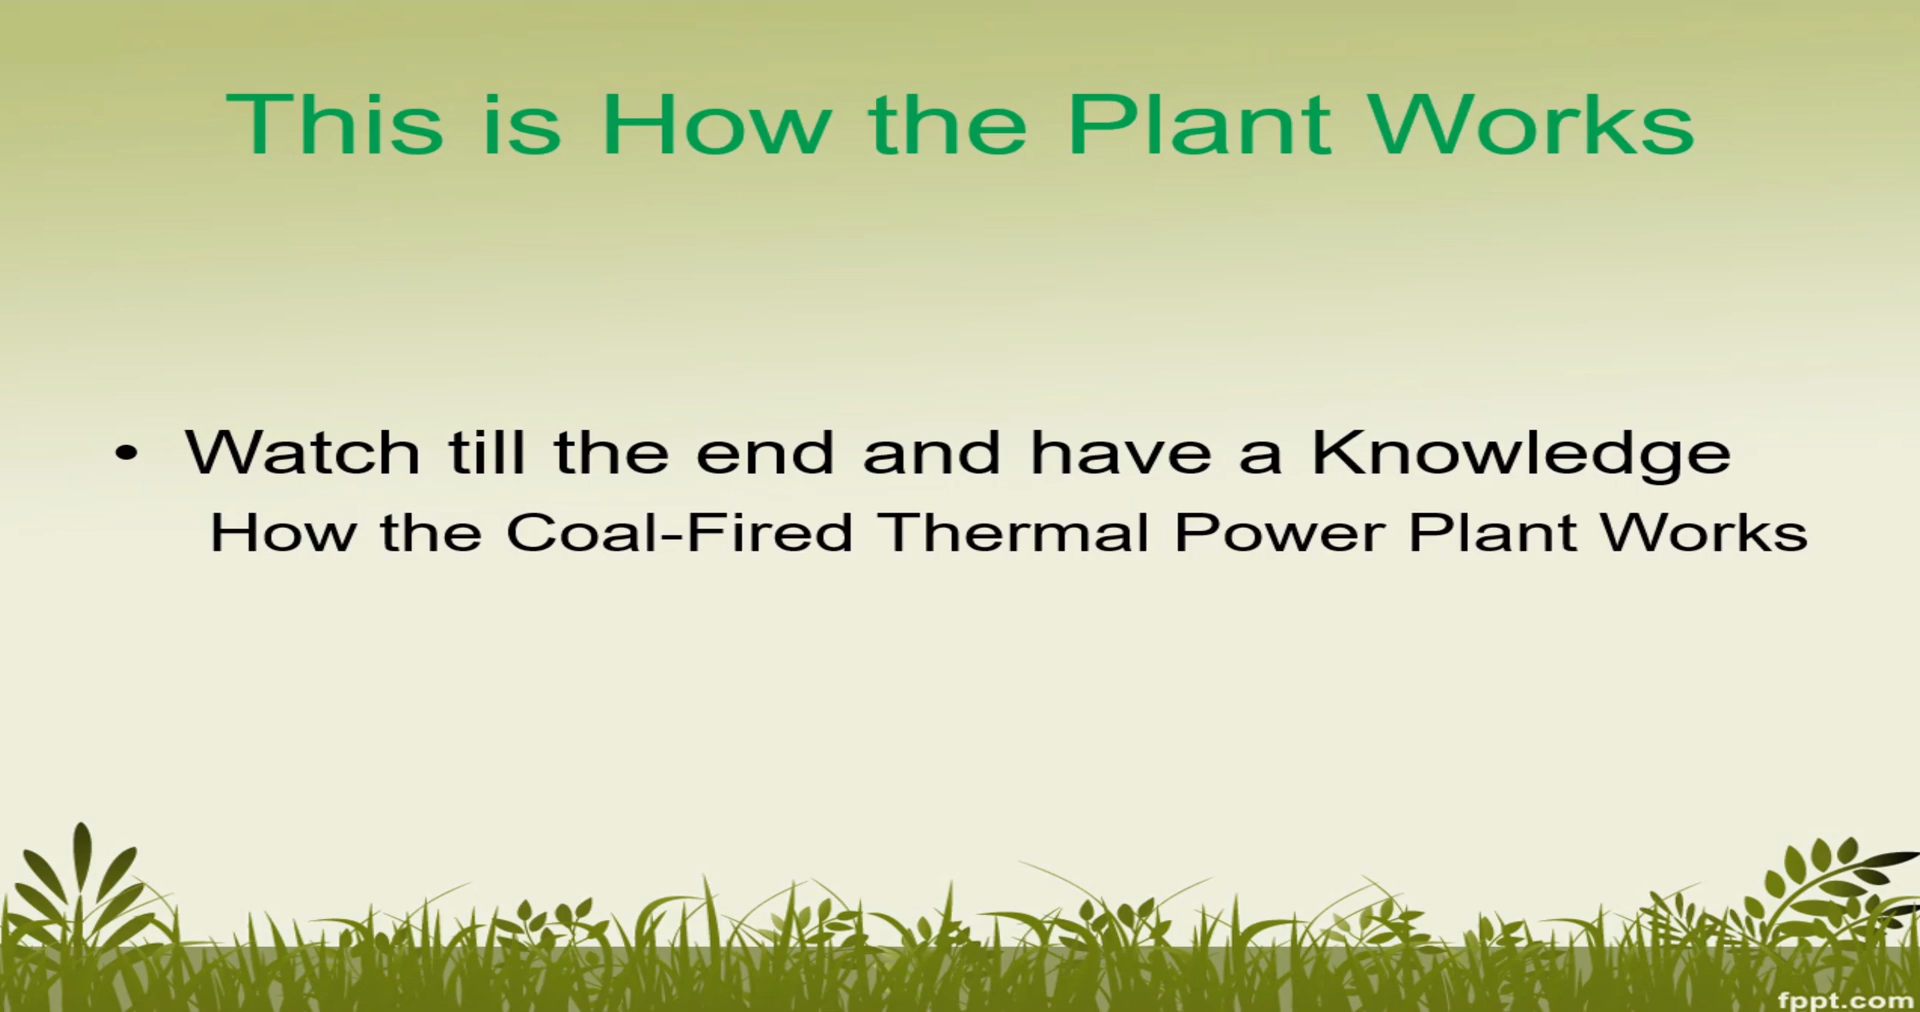 This is How the Plant Works
• Watch till the end and have a Knowledge
How the Coal-Fired Thermal Power Plant Works
fppt.com